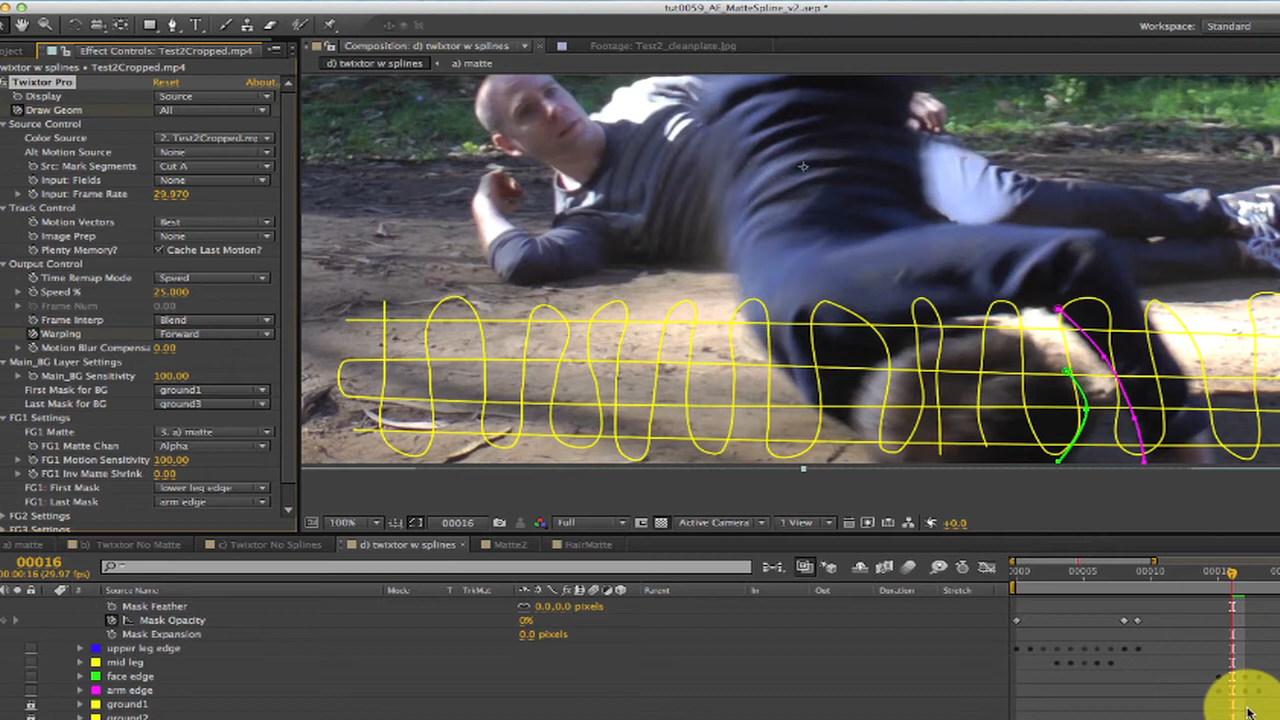 tut0059_AE_MatteSpline_v2.aep *
Workspace: Standard
oject Effect Controls: Test2Cropped.mp4
Composition: d) twixtor w splines
Footage: Test2_cleanplate.jpg
twixtor w splines • Test2Cropped.mp4
d) twixtor w splines a) matte
Twixtor Pro Reset About..
Display Source
Draw Geom All
Source Control
Color Source 2. Test2Cropped.mp
Alt Motion Source None
Src: Mark Segments Cut A
Input: Fields None
Input: Frame Rate 29.970
Track Control
Motion Vectors Best
Image Prep None
Plenty Memory? Cache Last Motion?
Output Control
Time Remap Mode Speed
Speed % 25.000
Frame Num 0.00
Frame Interp Blend
Warping Forward
Motion Blur Compensa 0.00
Main_BG Layer Settings
Main_BG Sensitivity 100.00
First Mask for BG ground1
Last Mask for BG ground3
FG1 Settings
FG1 Matte 3. a) matte
FG1 Matte Chan Alpha
FG1 Motion Sensitivity 100.00
FG1 Inv Matte Shrink 0.00
FG1: First Mask lower leg edge
FG1: Last Mask arm edge
FG2 Settings
FG3 Settings
100% 00016 Full Active Camera 1 View +0.0
a) matte b) Twixtor No Matte c) Twixtor No Splines d) twixtor w splines Matte2 HairMatte
00016
0:00:16 (29.97 fps)
0000 00005 00010 0001
# Source Name Mode T TrkMat Parent In Out Duration Stretch
Mask Feather 0.0,0.0 pixels
Mask Opacity 0%
Mask Expansion 0.0 pixels
upper leg edge
mid leg
face edge
arm edge
ground1
ground2